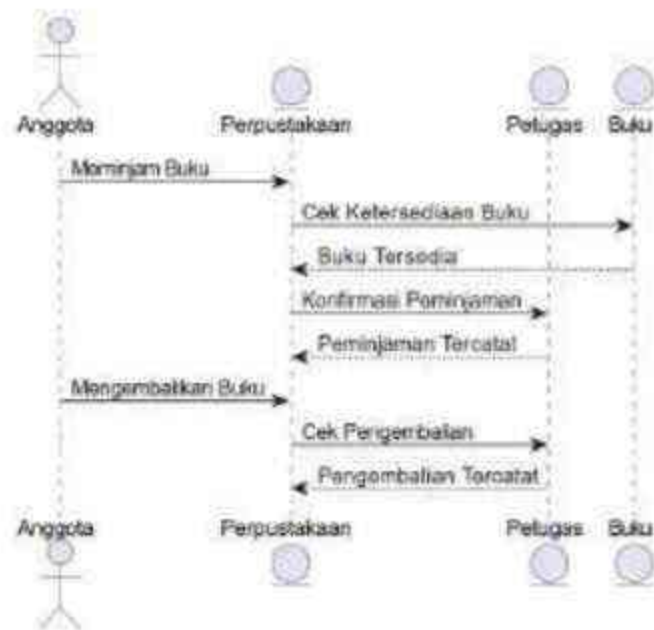 Anggota Perpustakaan Petugas Buku
Meminjam Buku
Cek Ketersediaan Buku
Buku Tersedia
Konfirmasi Peminjaman
Peminjaman Tercatat
Mengembalikan Buku
Cek Pengembalian
Pengembalian Tercatat
Anggota Perpustakaan Petugas Buku